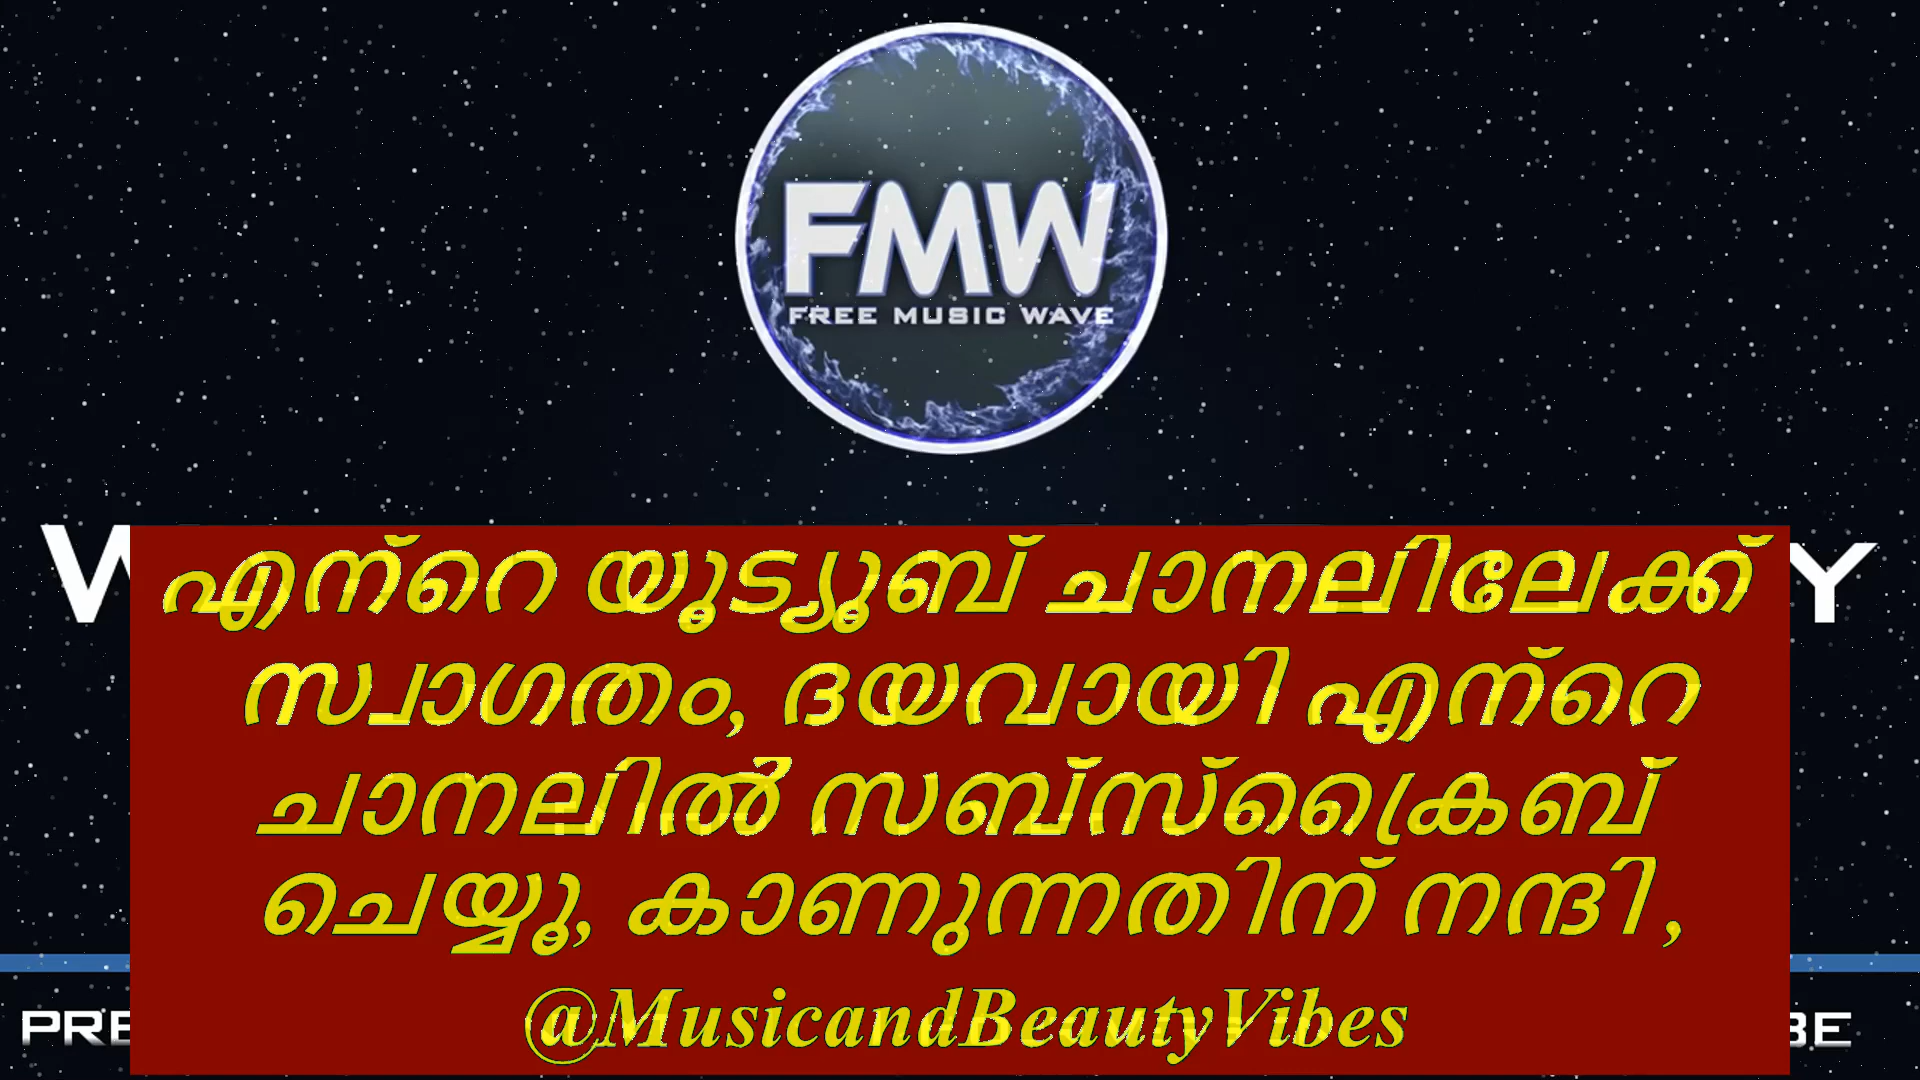 FMW
FREE MUSIC WAVE
എന്റെ യൂട്യൂബ് ചാനലിലേക്ക്
സ്വാഗതം, ദയവായി എന്റെ
ചാനലിൽ സബ്സ്ക്രൈബ്
ചെയ്യൂ, കാണുന്നതിന് നന്ദി,
@MusicandBeautyVibes